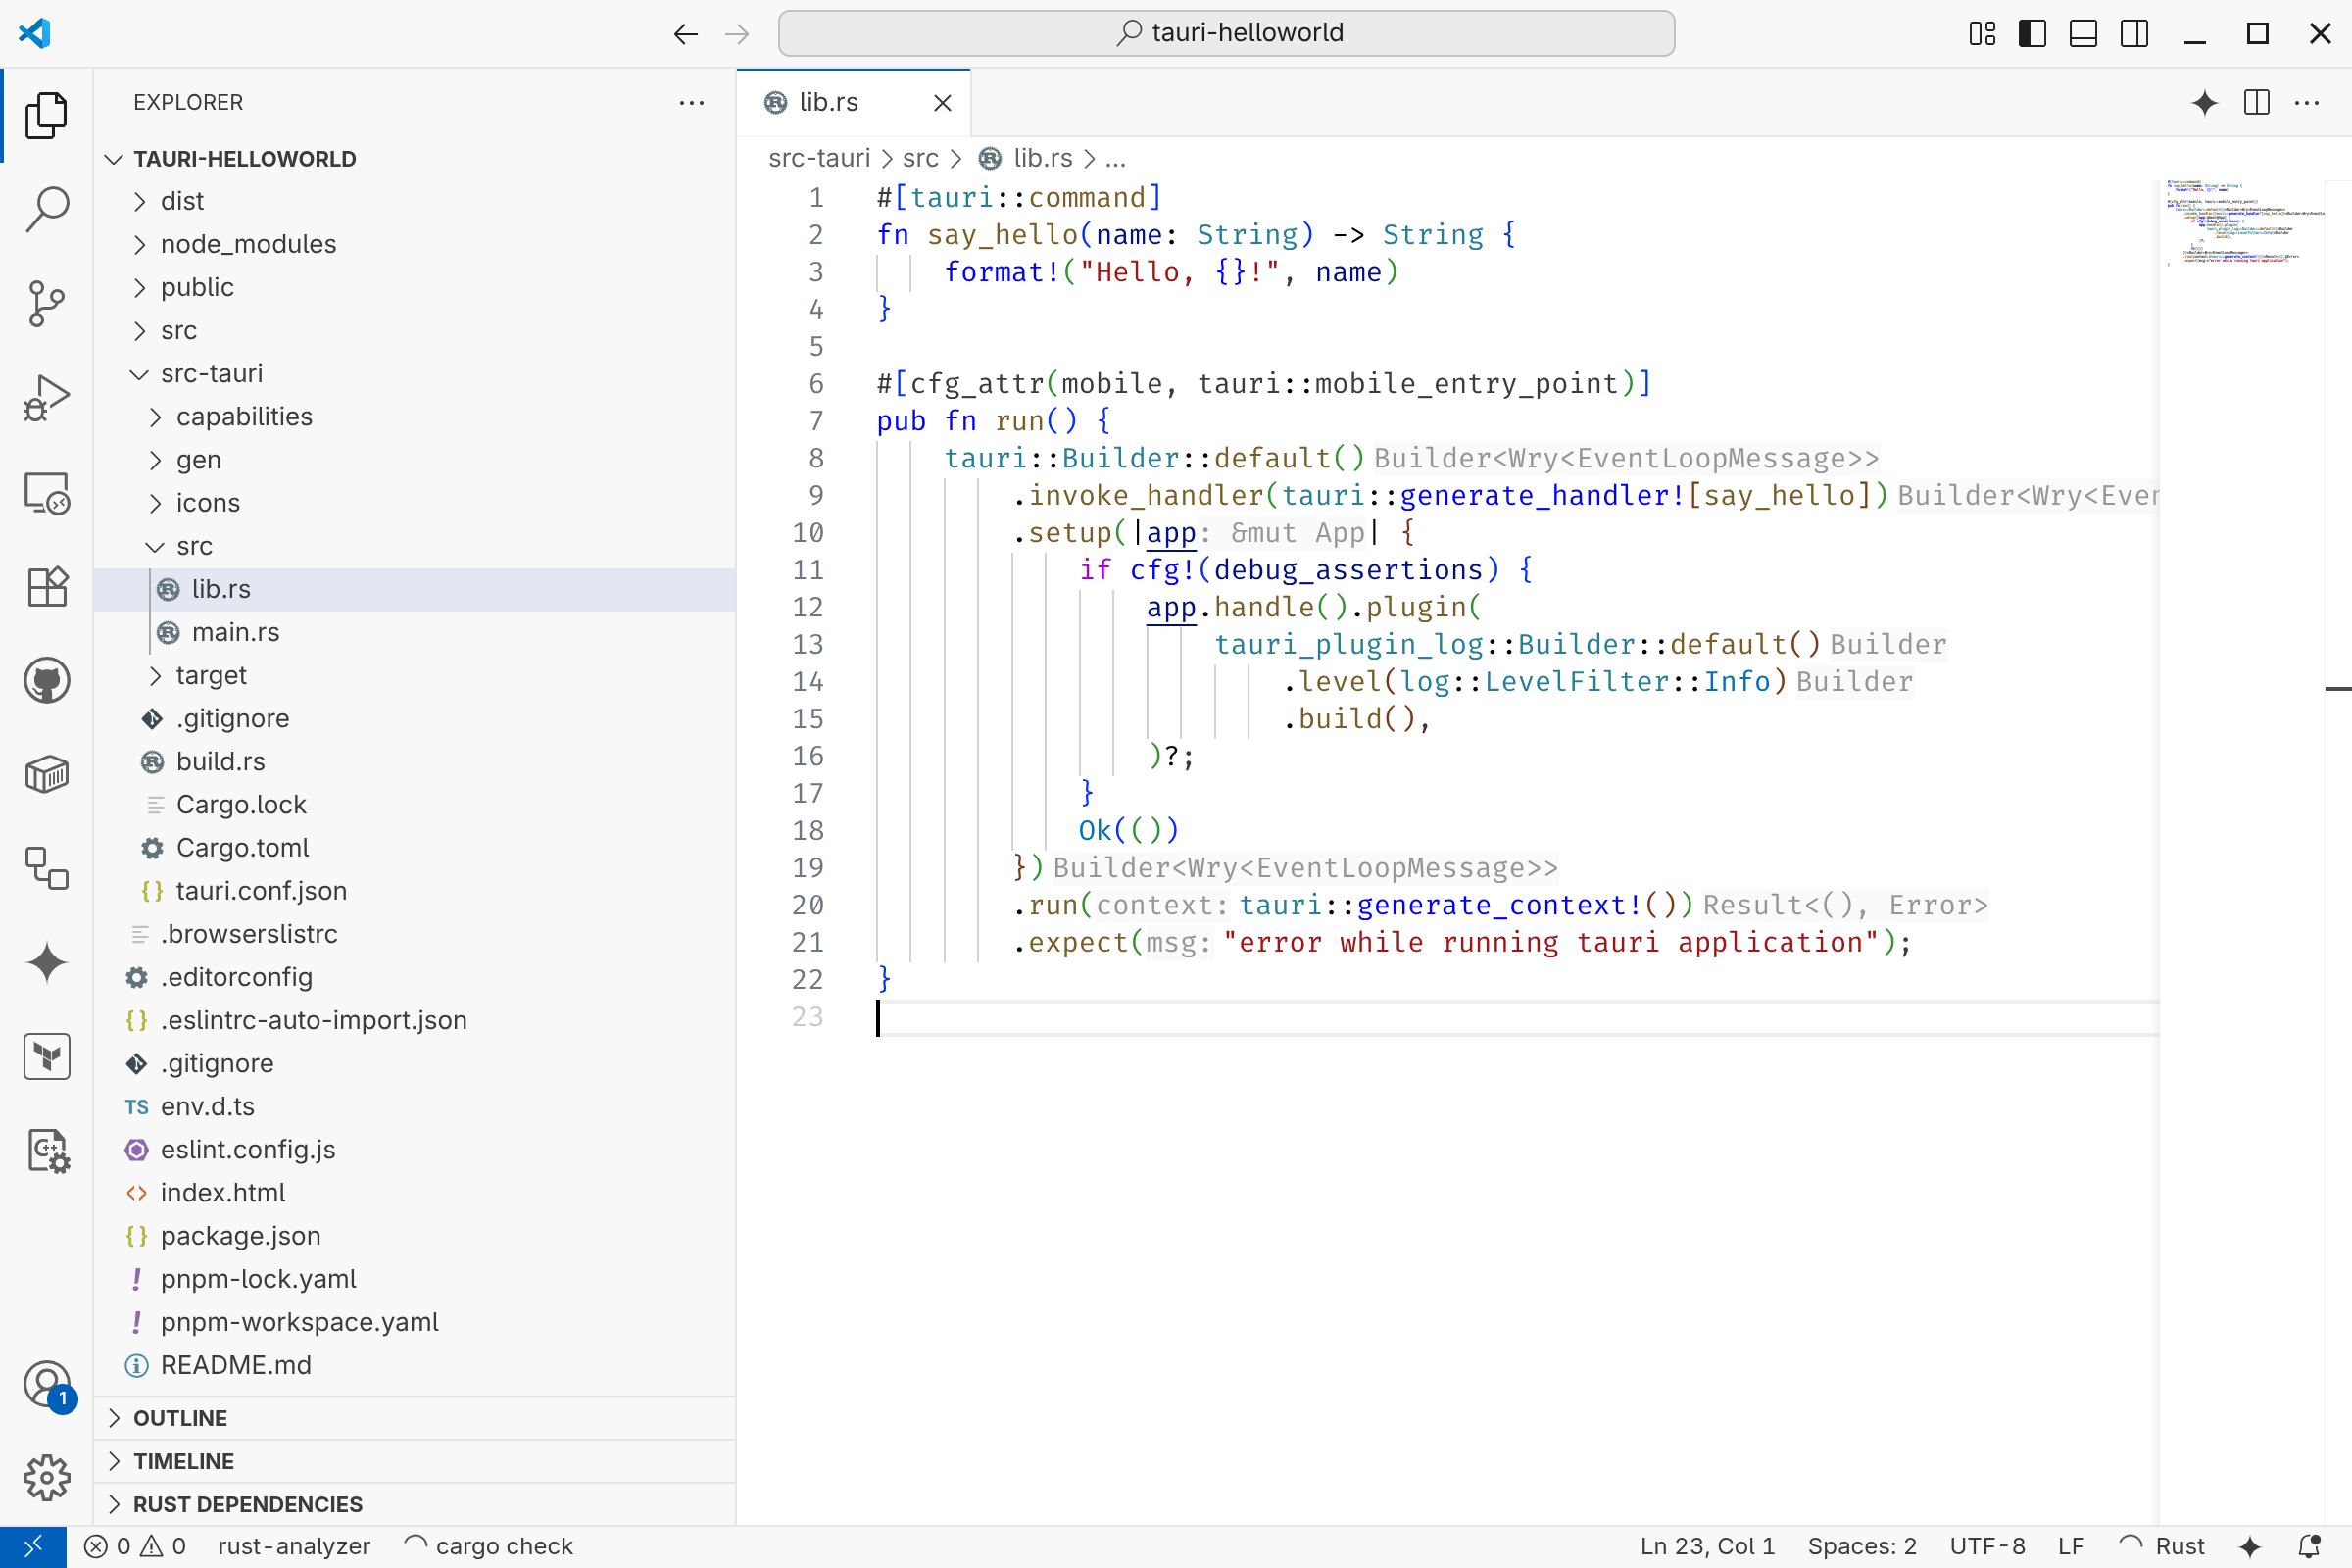 tauri-helloworld
EXPLORER
TAURI-HELLOWORLD
dist
node_modules
public
src
src-tauri
capabilities
gen
icons
src
lib.rs
main.rs
target
.gitignore
build.rs
Cargo.lock
Cargo.toml
{} tauri.conf.json
.browserslistrc
.editorconfig
{} .eslintrc-auto-import.json
.gitignore
TS env.d.ts
eslint.config.js
<> index.html
{} package.json
! pnpm-lock.yaml
! pnpm-workspace.yaml
README.md
OUTLINE
TIMELINE
RUST DEPENDENCIES
1
lib.rs
src-tauri > src > lib.rs > ...
1 #[tauri::command]
2 fn say_hello(name: String) -> String {
3 format!("Hello, {}!", name)
4 }
5
6 #[cfg_attr(mobile, tauri::mobile_entry_point)]
7 pub fn run() {
8 tauri::Builder::default() Builder<Wry<EventLoopMessage>>
9 .invoke_handler(tauri::generate_handler![say_hello]) Builder<Wry<Even
10 .setup(|app: &mut App| {
11 if cfg!(debug_assertions) {
12 app.handle().plugin(
13 tauri_plugin_log::Builder::default() Builder
14 .level(log::LevelFilter::Info) Builder
15 .build(),
16 )?;
17 }
18 Ok(())
19 }) Builder<Wry<EventLoopMessage>>
20 .run(context: tauri::generate_context!()) Result<(), Error>
21 .expect(msg: "error while running tauri application");
22 }
23
0 0 rust-analyzer cargo check
Ln 23, Col 1 Spaces: 2 UTF-8 LF Rust